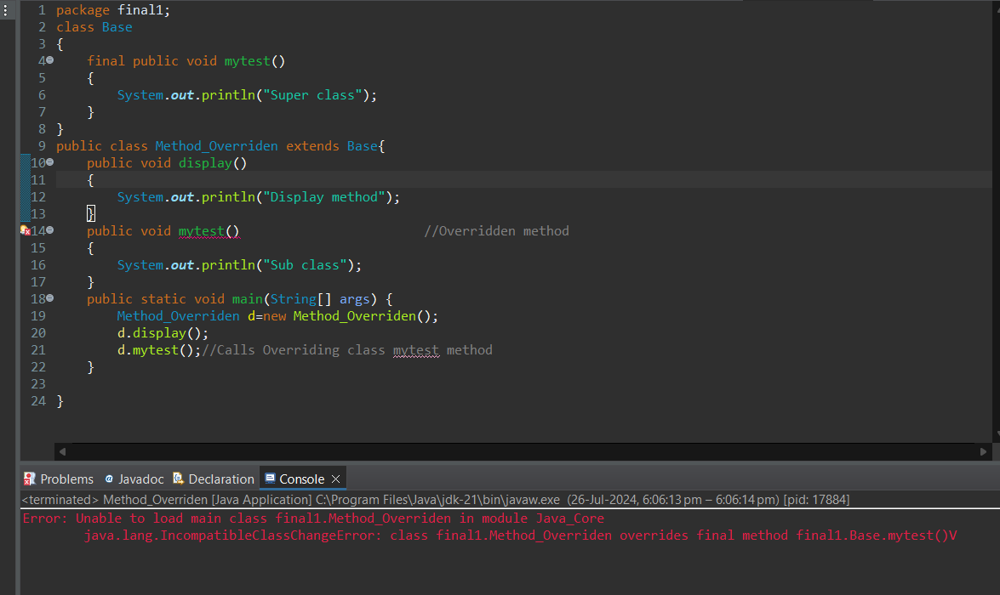 1 package final1;
2 class Base
3 {
4 final public void mytest()
5 {
6 System.out.println("Super class");
7 }
8 }
9 public class Method_Overriden extends Base{
10 public void display()
11 {
12 System.out.println("Display method");
13 }
14 public void mytest() //Overridden method
15 {
16 System.out.println("Sub class");
17 }
18 public static void main(String[] args) {
19 Method_Overriden d=new Method_Overriden();
20 d.display();
21 d.mytest();//Calls Overriding class mytest method
22 }
23
24 }
Problems @ Javadoc Declaration Console
<terminated> Method_Overriden [Java Application] C:\Program Files\Java\jdk-21\bin\javaw.exe (26-Jul-2024, 6:06:13 pm – 6:06:14 pm) [pid: 17884]
Error: Unable to load main class final1.Method_Overriden in module Java_Core
java.lang.IncompatibleClassChangeError: class final1.Method_Overriden overrides final method final1.Base.mytest()V